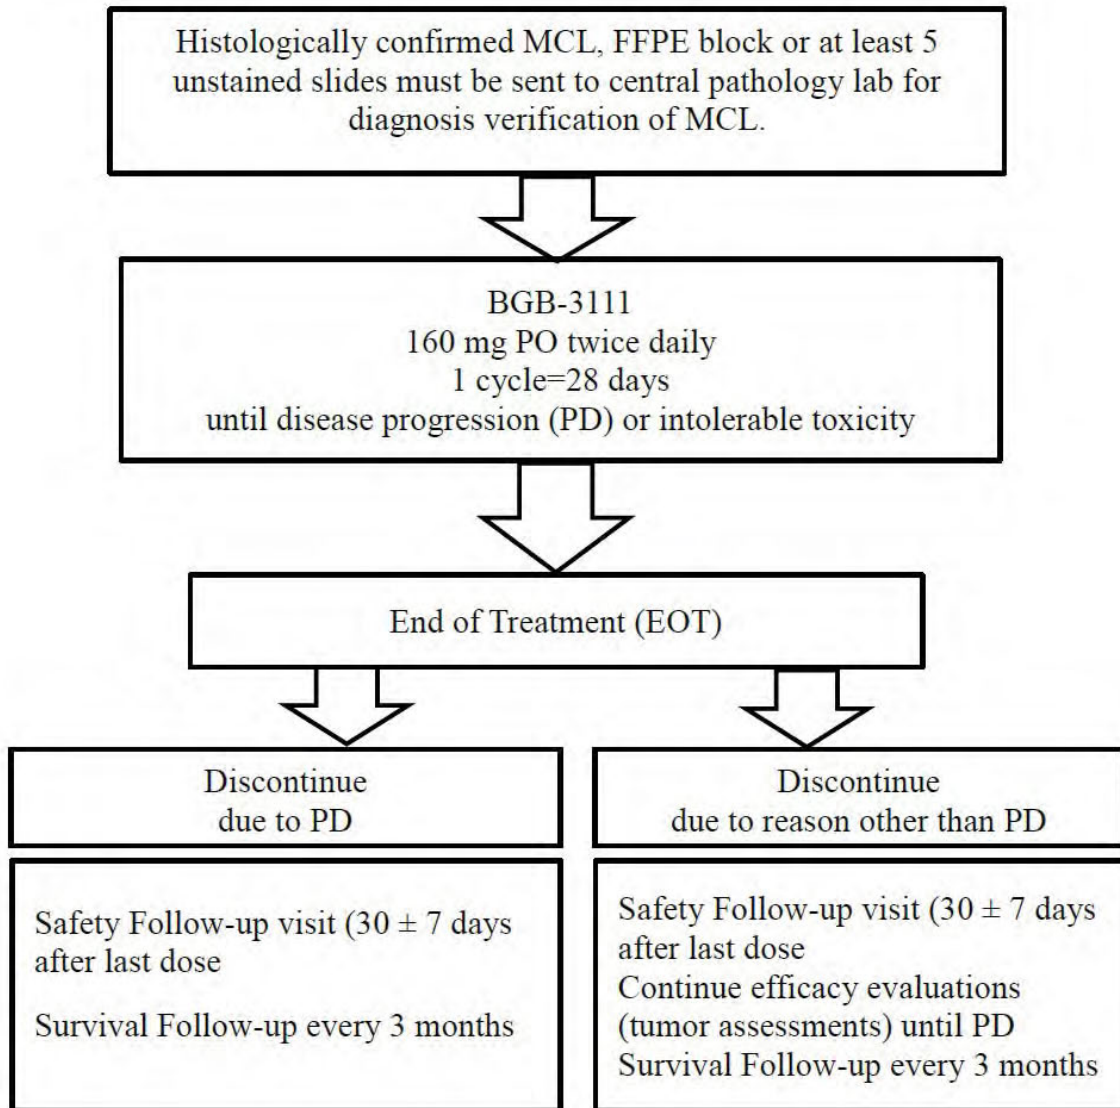 Histologically confirmed MCL, FFPE block or at least 5
unstained slides must be sent to central pathology lab for
diagnosis verification of MCL.
BGB-3111
160 mg PO twice daily
1 cycle=28 days
until disease progression (PD) or intolerable toxicity
End of Treatment (EOT)
Discontinue
due to PD
Safety Follow-up visit (30 ± 7 days
after last dose
Survival Follow-up every 3 months
Discontinue
due to reason other than PD
Safety Follow-up visit (30 ± 7 days
after last dose
Continue efficacy evaluations
(tumor assessments) until PD
Survival Follow-up every 3 months